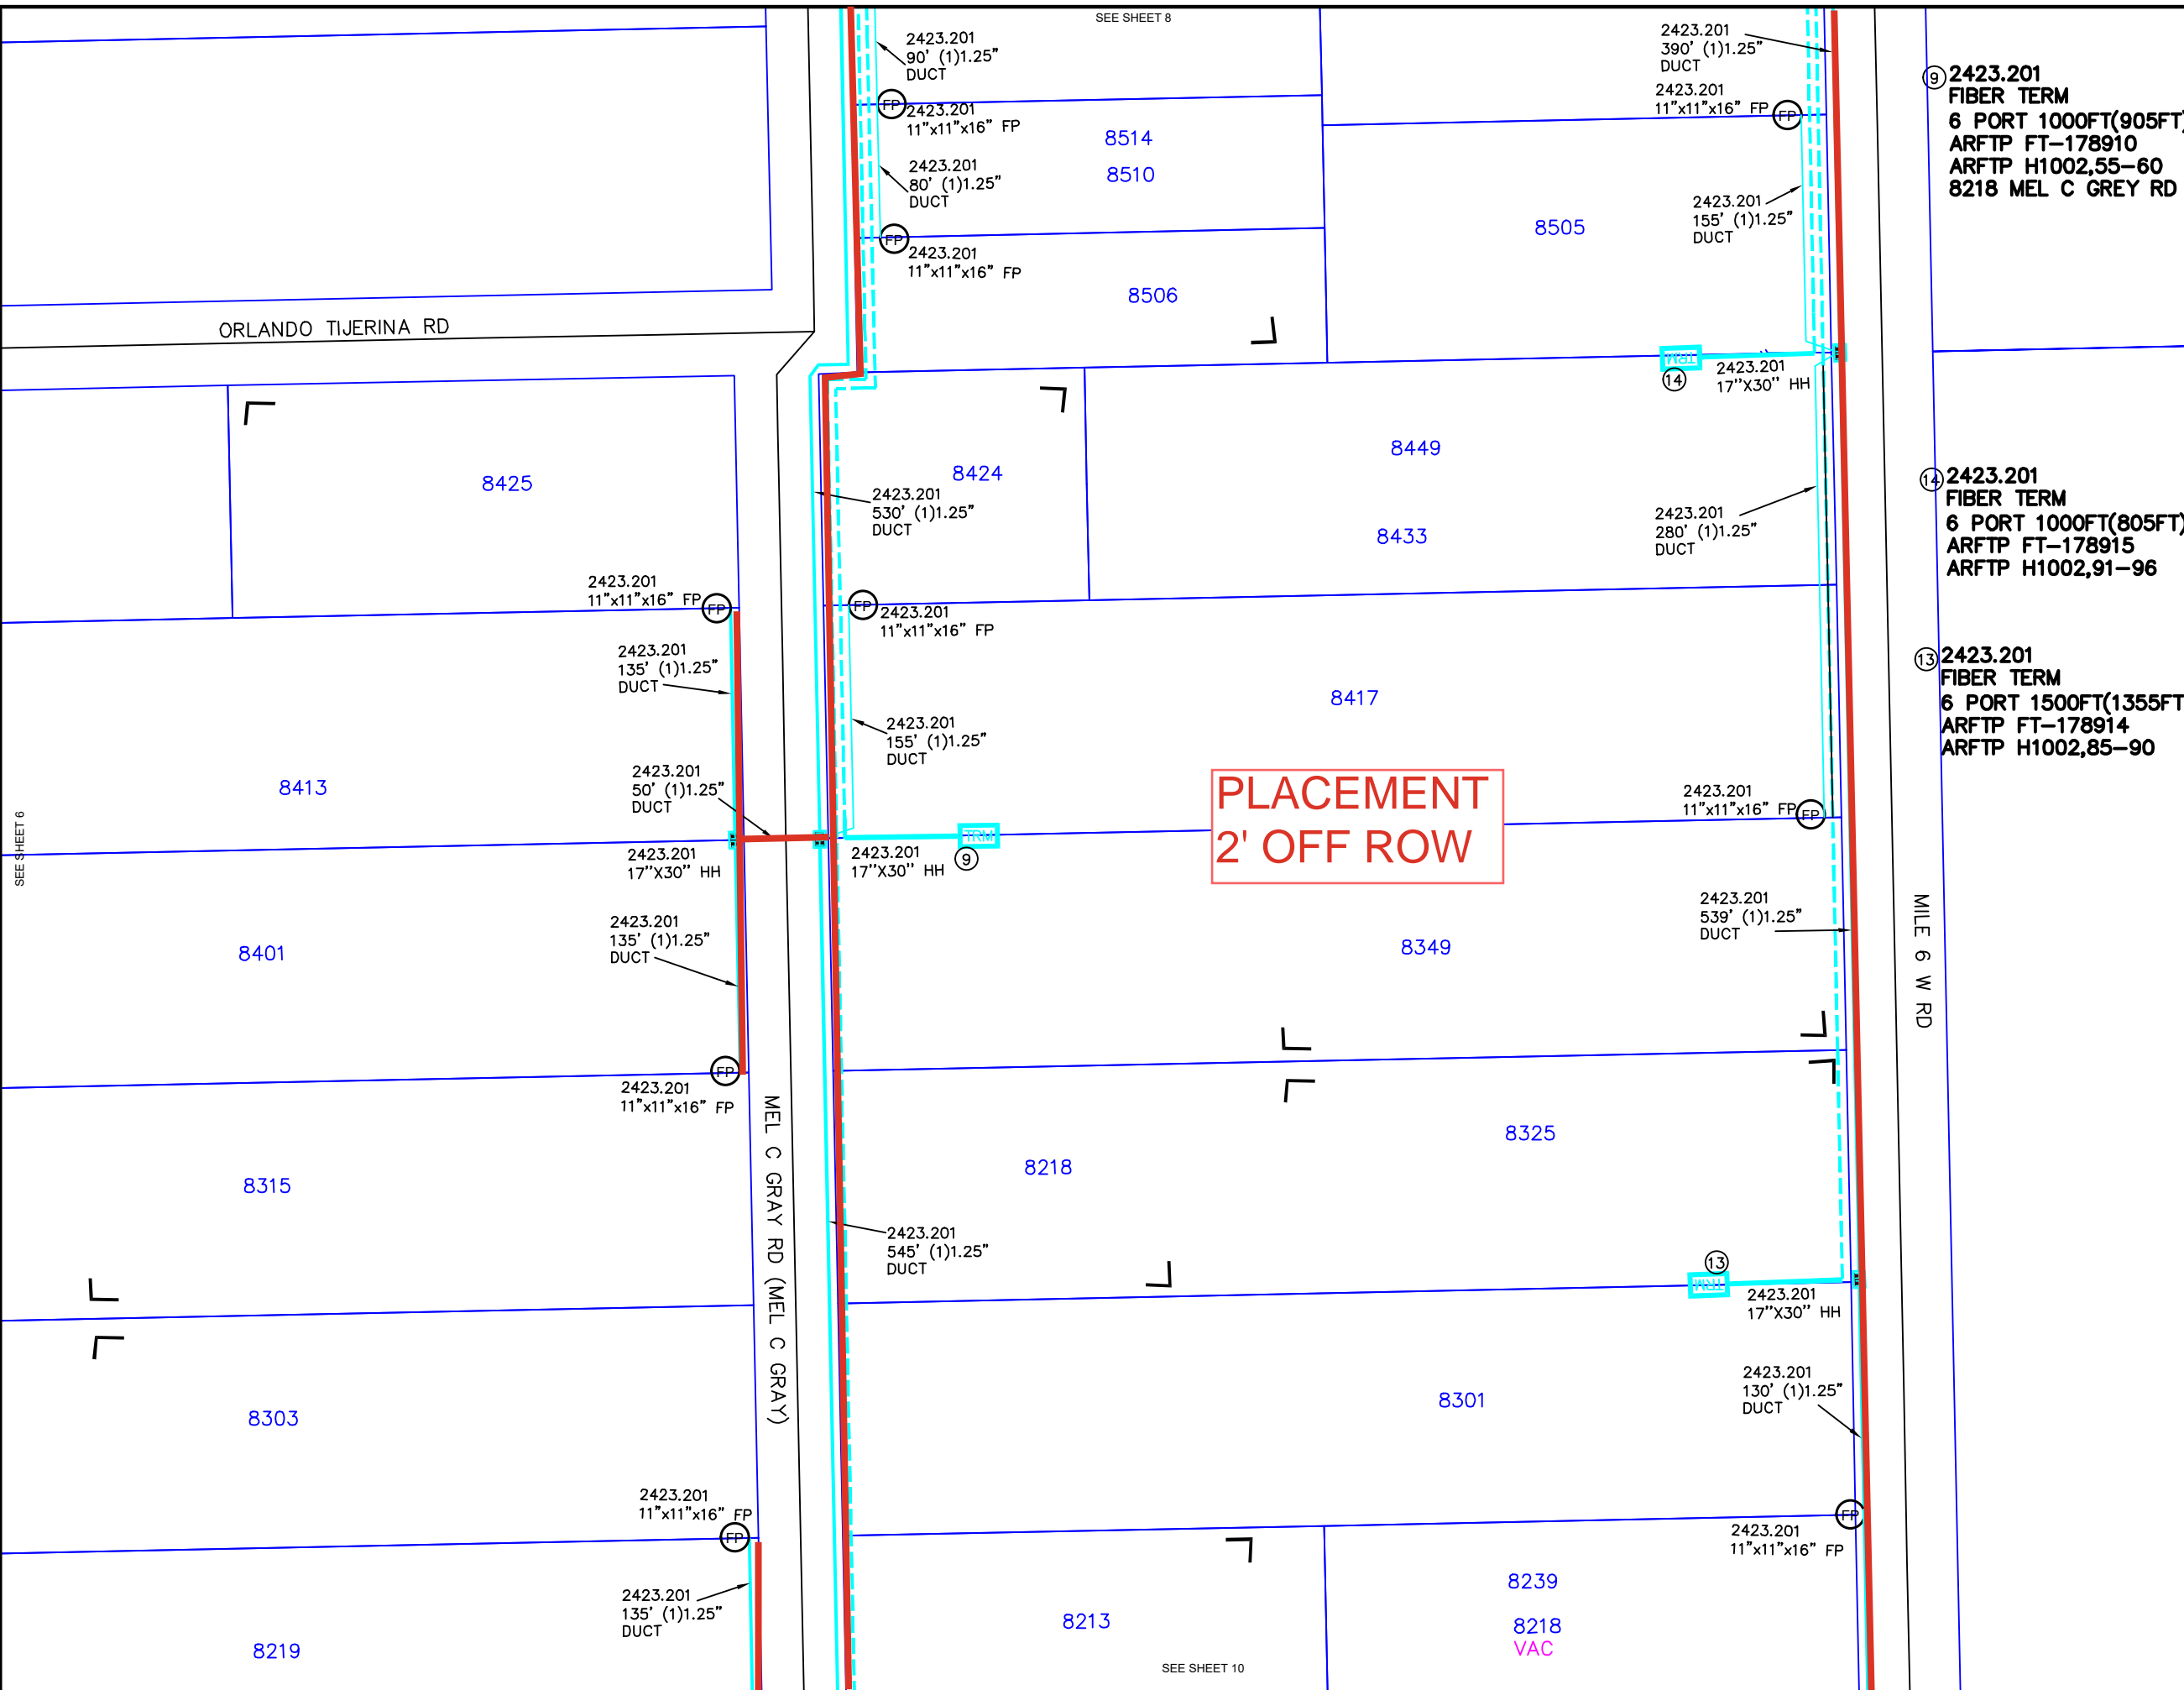 SEE SHEET 8
2423.201
90' (1)1.25"
DUCT
FP
2423.201
11"x11"x16" FP
8514
8510
2423.201
80' (1)1.25"
DUCT
FP
2423.201
11"x11"x16" FP
8506
2423.201
390' (1)1.25"
DUCT
2423.201
11"x11"x16" FP
FP
8505
2423.201
155' (1)1.25"
DUCT
9
2423.201
FIBER TERM
6 PORT 1000FT(905FT)
ARFTP FT-178910
ARFTP H1002,55-60
8218 MEL C GREY RD
ORLANDO TIJERINA RD
TRM
14
2423.201
17"X30" HH
8425
8424
8449
8433
2423.201
530' (1)1.25"
DUCT
2423.201
280' (1)1.25"
DUCT
14
2423.201
FIBER TERM
6 PORT 1000FT(805FT)
ARFTP FT-178915
ARFTP H1002,91-96
2423.201
11"x11"x16" FP
FP
FP
2423.201
11"x11"x16" FP
2423.201
135' (1)1.25"
DUCT
13
2423.201
FIBER TERM
6 PORT 1500FT(1355FT
ARFTP FT-178914
ARFTP H1002,85-90
8417
2423.201
155' (1)1.25"
DUCT
8413
2423.201
50' (1)1.25"
DUCT
PLACEMENT
2' OFF ROW
2423.201
11"x11"x16" FP
FP
SEE SHEET 6
2423.201
17"X30" HH
2423.201
17"X30" HH
TRM
9
8401
2423.201
135' (1)1.25"
DUCT
8349
2423.201
539' (1)1.25"
DUCT
MILE 6 W RD
FP
2423.201
11"x11"x16" FP
MEL C GRAY RD (MEL C GRAY)
8315
8218
8325
2423.201
545' (1)1.25"
DUCT
13
TRM
2423.201
17"X30" HH
8303
8301
2423.201
130' (1)1.25"
DUCT
2423.201
11"x11"x16" FP
FP
FP
2423.201
11"x11"x16" FP
2423.201
135' (1)1.25"
DUCT
8219
8213
8239
8218
VAC
SEE SHEET 10